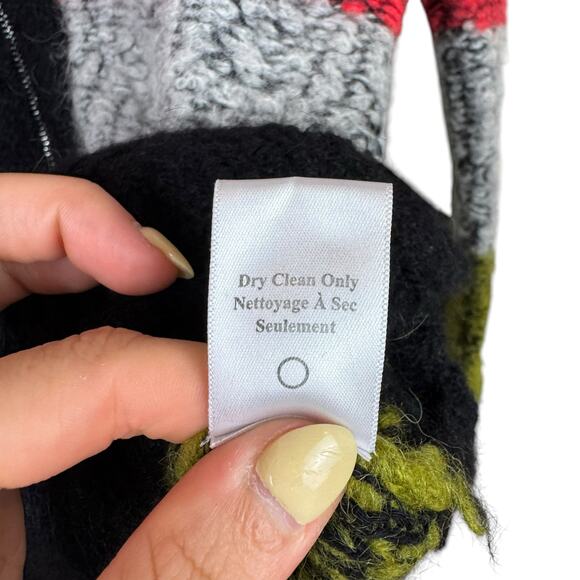 Dry Clean Only
Nettoyage À Sec
Seulement